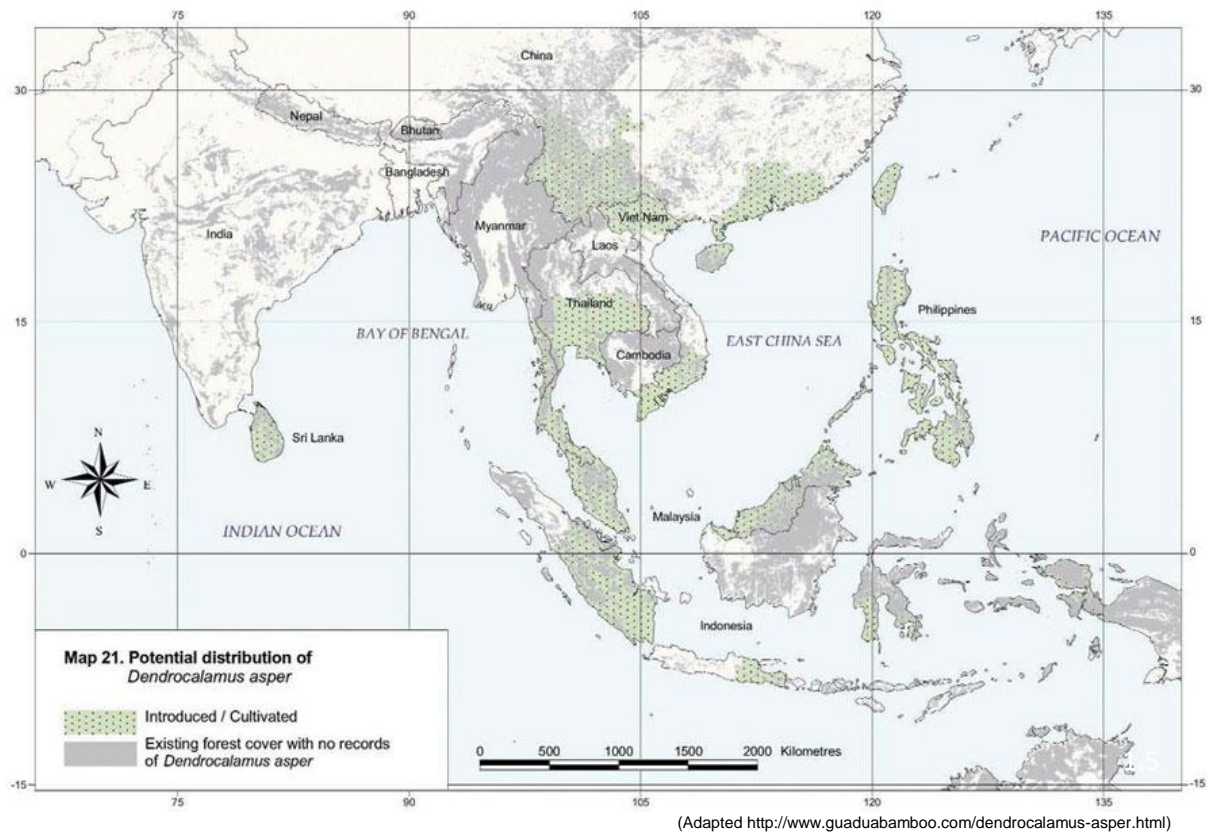 75 90 105 120 135
China
30 30
Nepal
Bhutan
Bangladesh
Viet Nam
Myanmar
India
Laos
PACIFIC OCEAN
Thailand
Philippines
15 15
BAY OF BENGAL
EAST CHINA SEA
Cambodia
N
Sri Lanka
W E
S
Malaysia
INDIAN OCEAN
0 0
Indonesia
Map 21. Potential distribution of
Dendrocalamus asper
Introduced / Cultivated
Existing forest cover with no records
of Dendrocalamus asper
0 500 1000 1500 2000 Kilometres
-15 -15
75 90 105 120 135
(Adapted http://www.guaduabamboo.com/dendrocalamus-asper.html)